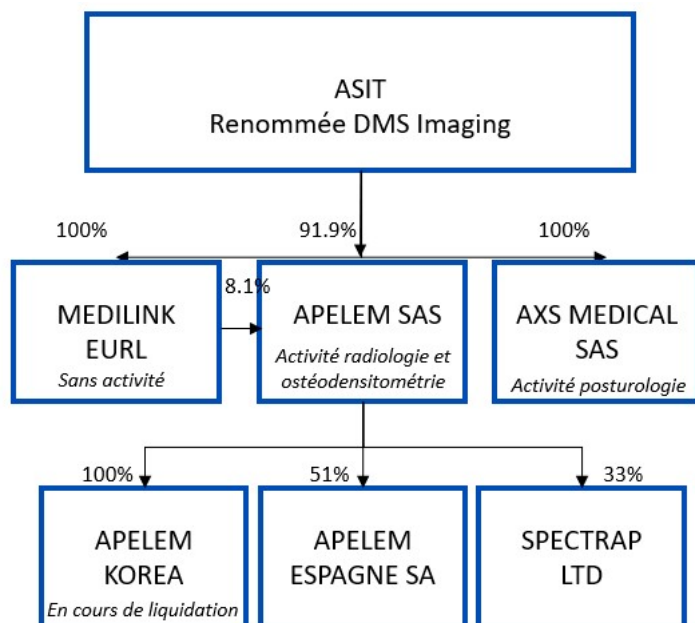 ASIT
Renommée DMS Imaging
100%
91.9%
100%
MEDILINK
EURL
Sans activité
8.1%
APELEM SAS
Activité radiologie et
ostéodensitométrie
AXS MEDICAL
SAS
Activité posturologie
100%
51%
33%
APELEM
KOREA
En cours de liquidation
APELEM
ESPAGNE SA
SPECTRAP
LTD